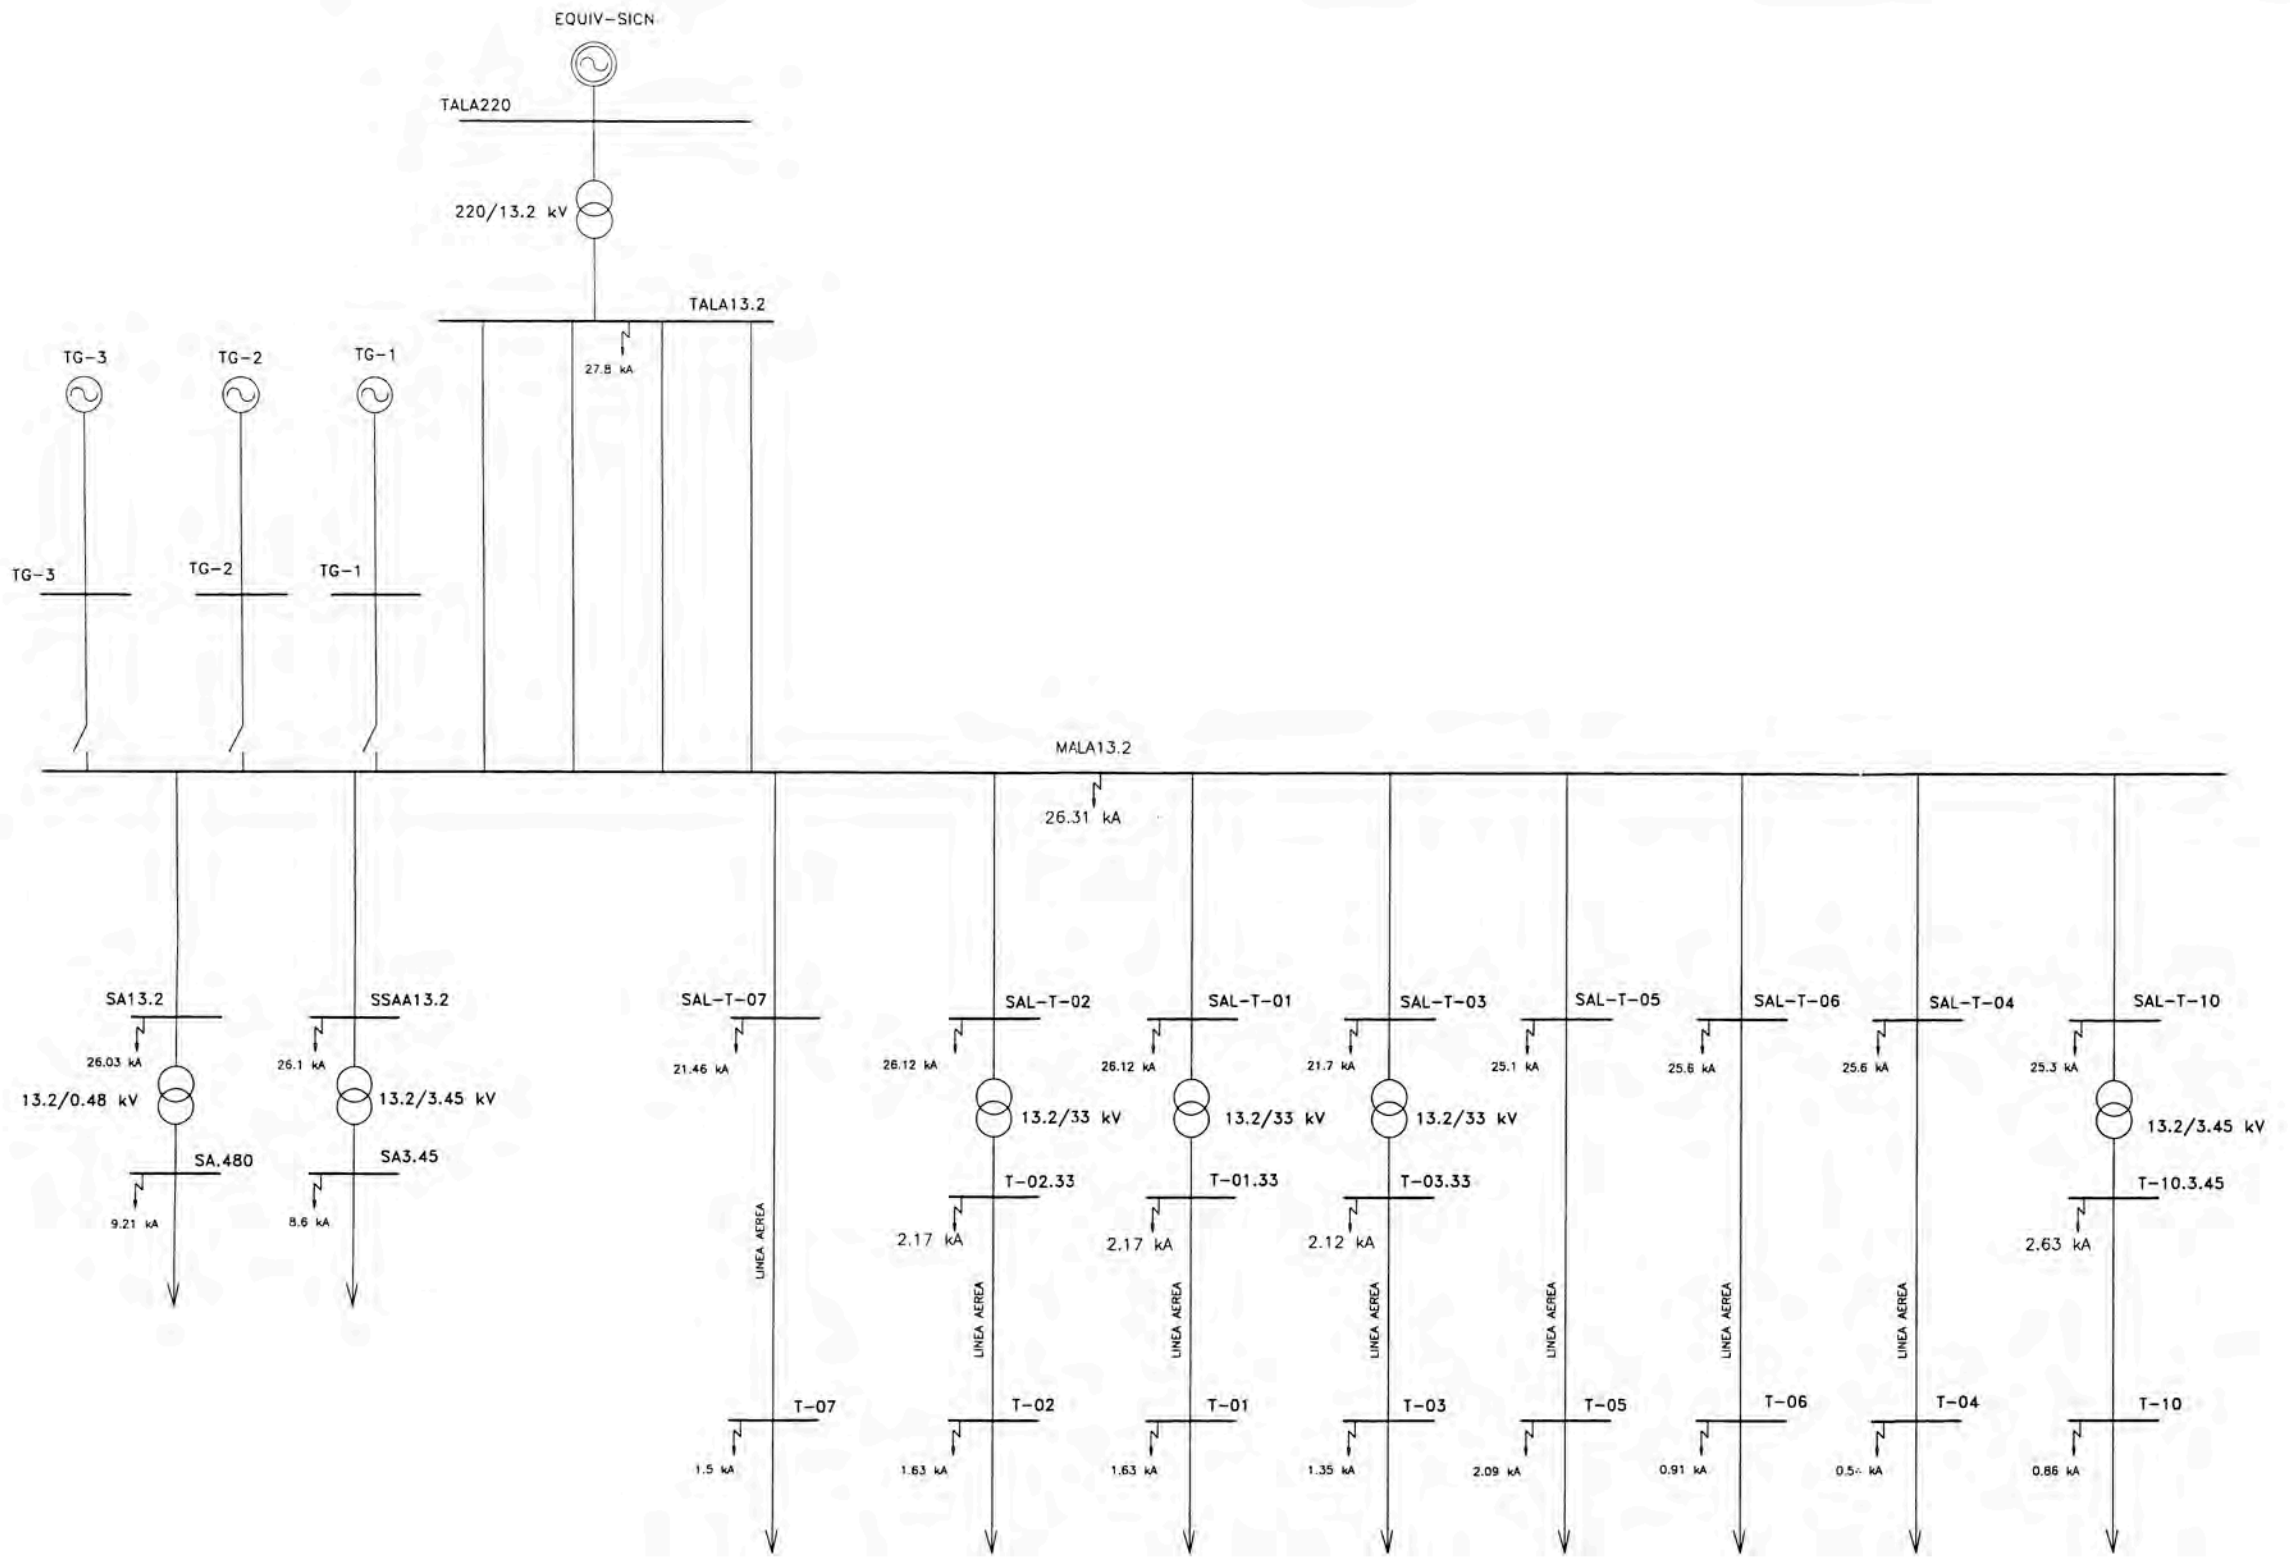 EQUIV-SICN
TALA220
220/13.2 kV
TALA13.2
27.8 kA
TG-3
TG-2
TG-1
TG-3
TG-2
TG-1
MALA13.2
26.31 kA
SA13.2
SSAA13.2
SAL-T-07
SAL-T-02
SAL-T-01
SAL-T-03
SAL-T-05
SAL-T-06
SAL-T-04
SAL-T-10
26.03 kA
26.1 kA
21.46 kA
26.12 kA
26.12 kA
21.7 kA
25.1 kA
25.6 kA
25.6 kA
25.3 kA
13.2/0.48 kV
13.2/3.45 kV
13.2/33 kV
13.2/33 kV
13.2/33 kV
13.2/3.45 kV
SA.480
SA3.45
T-02.33
T-01.33
T-03.33
T-10.3.45
9.21 kA
8.6 kA
2.17 kA
2.17 kA
2.12 kA
2.63 kA
LINEA AEREA
LINEA AEREA
LINEA AEREA
LINEA AEREA
LINEA AEREA
LINEA AEREA
LINEA AEREA
T-07
T-02
T-01
T-03
T-05
T-06
T-04
T-10
1.5 kA
1.63 kA
1.63 kA
1.35 kA
2.09 kA
0.91 kA
kA
0.86 kA